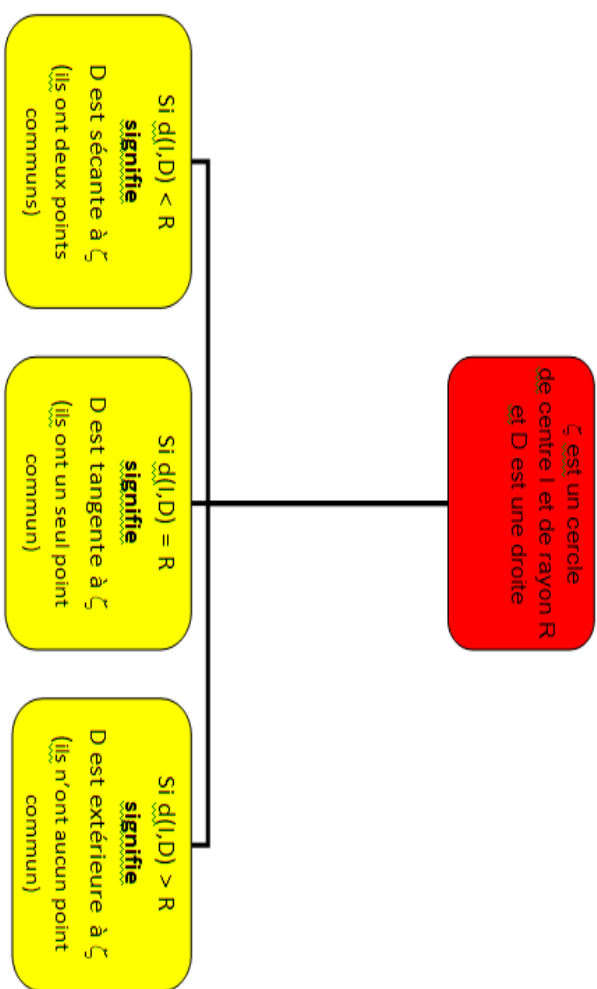 ζ est un cercle
de centre I et de rayon R
et D est une droite
Si d(I,D) < R
signifie
D est sécante à ζ
(ils ont deux points
communs)
Si d(I,D) = R
signifie
D est tangente à ζ
(ils ont un seul point
commun)
Si d(I,D) > R
signifie
D est extérieure à ζ
(ils n'ont aucun point
commun)